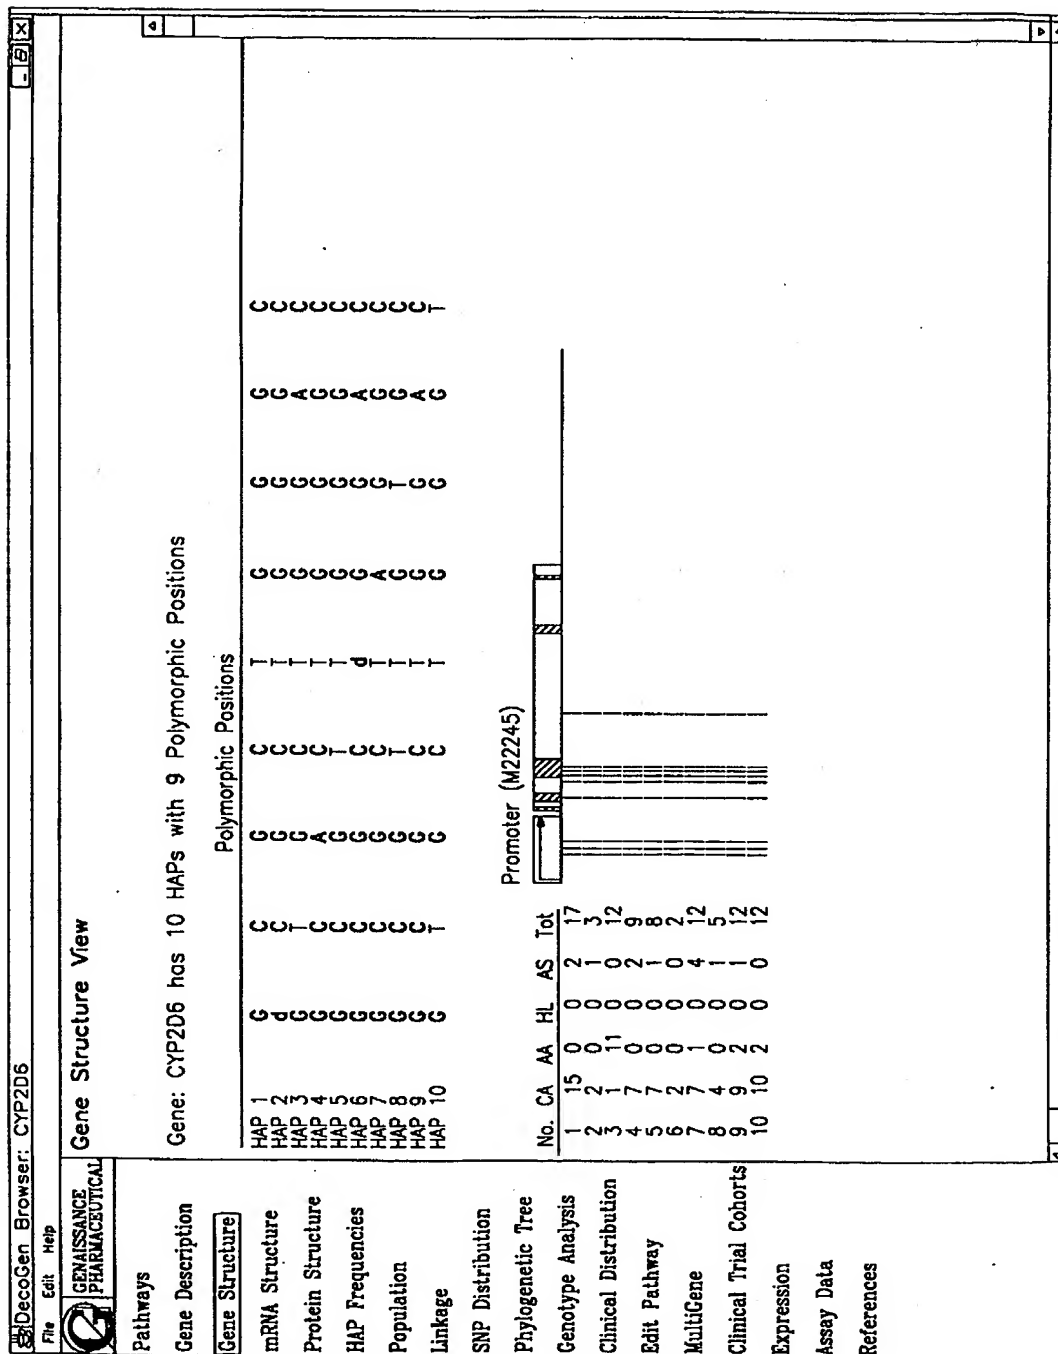 DecoGen Browser: CYP2D6
File Edit Help
GENAISSANCE
PHARMACEUTICAL
Pathways
Gene Description
Gene Structure
mRNA Structure
Protein Structure
HAP Frequencies
Population
Linkage
SNP Distribution
Phylogenetic Tree
Genotype Analysis
Clinical Distribution
Edit Pathway
MultiGene
Clinical Trial Cohorts
Expression
Assay Data
References
Gene Structure View
Gene: CYP2D6 has 10 HAPs with 9 Polymorphic Positions
Polymorphic Positions
HAP 1 G C G C T G G G C
HAP 2 d C G C T G G G C
HAP 3 G T G C T G G A C
HAP 4 G C A C T G G G C
HAP 5 G C G T T G G G C
HAP 6 G C G C d G G A C
HAP 7 G C G C T A G G C
HAP 8 G C G T T G T G C
HAP 9 G C G C T G G A C
HAP 10 G T G C T G G G T
Promoter (M22245)
No. CA AA HL AS Tot
1 15 0 0 2 17
2 2 0 0 1 3
3 1 11 0 0 12
4 7 0 0 2 9
5 7 0 0 1 8
6 2 0 0 0 2
7 7 1 0 4 12
8 4 0 0 1 5
9 9 2 0 1 12
10 10 2 0 0 12